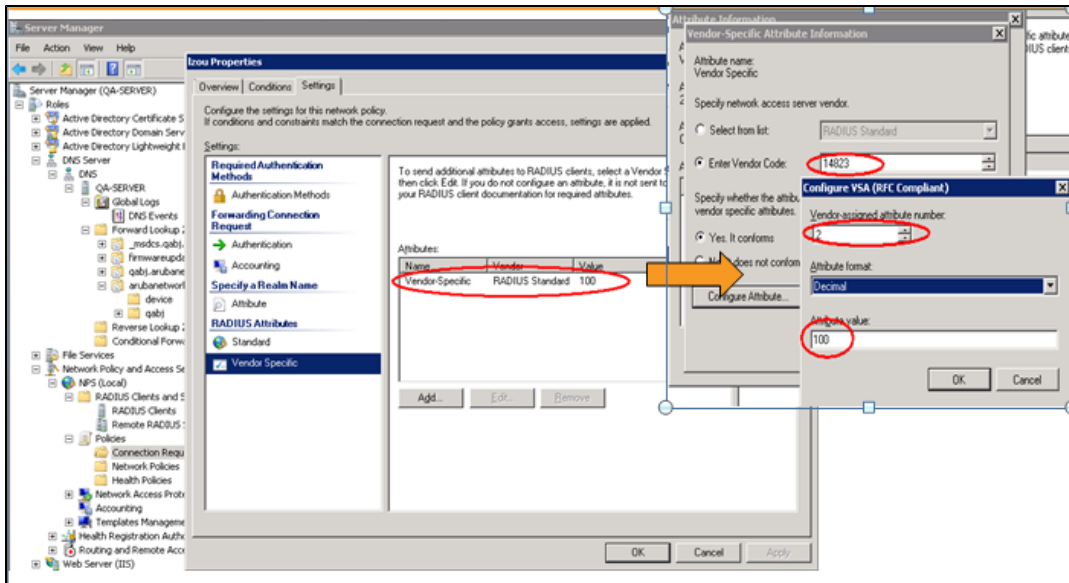 Server Manager
File Action View Help
Server Manager (QA-SERVER)
Roles
Active Directory Certificate S
Active Directory Domain Serv
Active Directory Lightweight
DNS Server
DNS
QA-SERVER
Global Logs
DNS Events
Forward Lookup
_msdcs.qabj.
firmwareupda
qabj.arubane
arubanetwork
device
qabj
Reverse Lookup
Conditional Forw
File Services
Network Policy and Access Se
NPS (Local)
RADIUS Clients and S
RADIUS Clients
Remote RADIUS
Policies
Connection Requ
Network Policies
Health Policies
Network Access Prote
Accounting
Templates Manageme
Health Registration Autho
Routing and Remote Acce
Web Server (IIS)
Izou Properties
Overview Conditions Settings
Configure the settings for this network policy.
If conditions and constraints match the connection request and the policy grants access, settings are applied.
Settings:
Required Authentication
Methods
Authentication Methods
Forwarding Connection
Request
Authentication
Accounting
Specify a Realm Name
Attribute
RADIUS Attributes
Standard
Vendor Specific
To send additional attributes to RADIUS clients, select a Vendor S
then click Edit. If you do not configure an attribute, it is not sent to
your RADIUS client documentation for required attributes.
Attributes:
Name Vendor Value
Vendor-Specific RADIUS Standard 100
Add... Edit... Remove
OK Cancel Apply
Attribute Information
Vendor-Specific Attribute Information
Attribute name:
Vendor Specific
Specify network access server vendor.
Select from list: RADIUS Standard
Enter Vendor Code: 14823
Specify whether the attribu
vendor specific attributes.
Yes. It conforms
does not conform
Configure Attribute...
fic attribute
IUS client
Configure VSA (RFC Compliant)
Vendor-assigned attribute number:
2
Attribute format:
Decimal
Attribute value:
100
OK Cancel